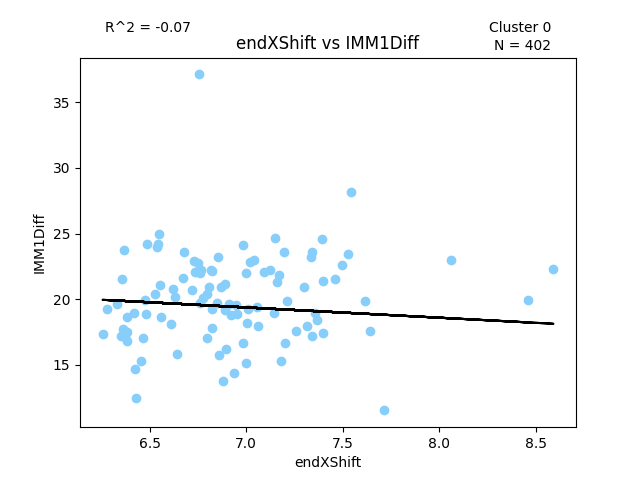 R^2 = -0.07
Cluster 0
endXShift vs IMM1Diff
N = 402
35
30
25
20
15
IMM1Diff
6.5 7.0 7.5 8.0 8.5
endXShift